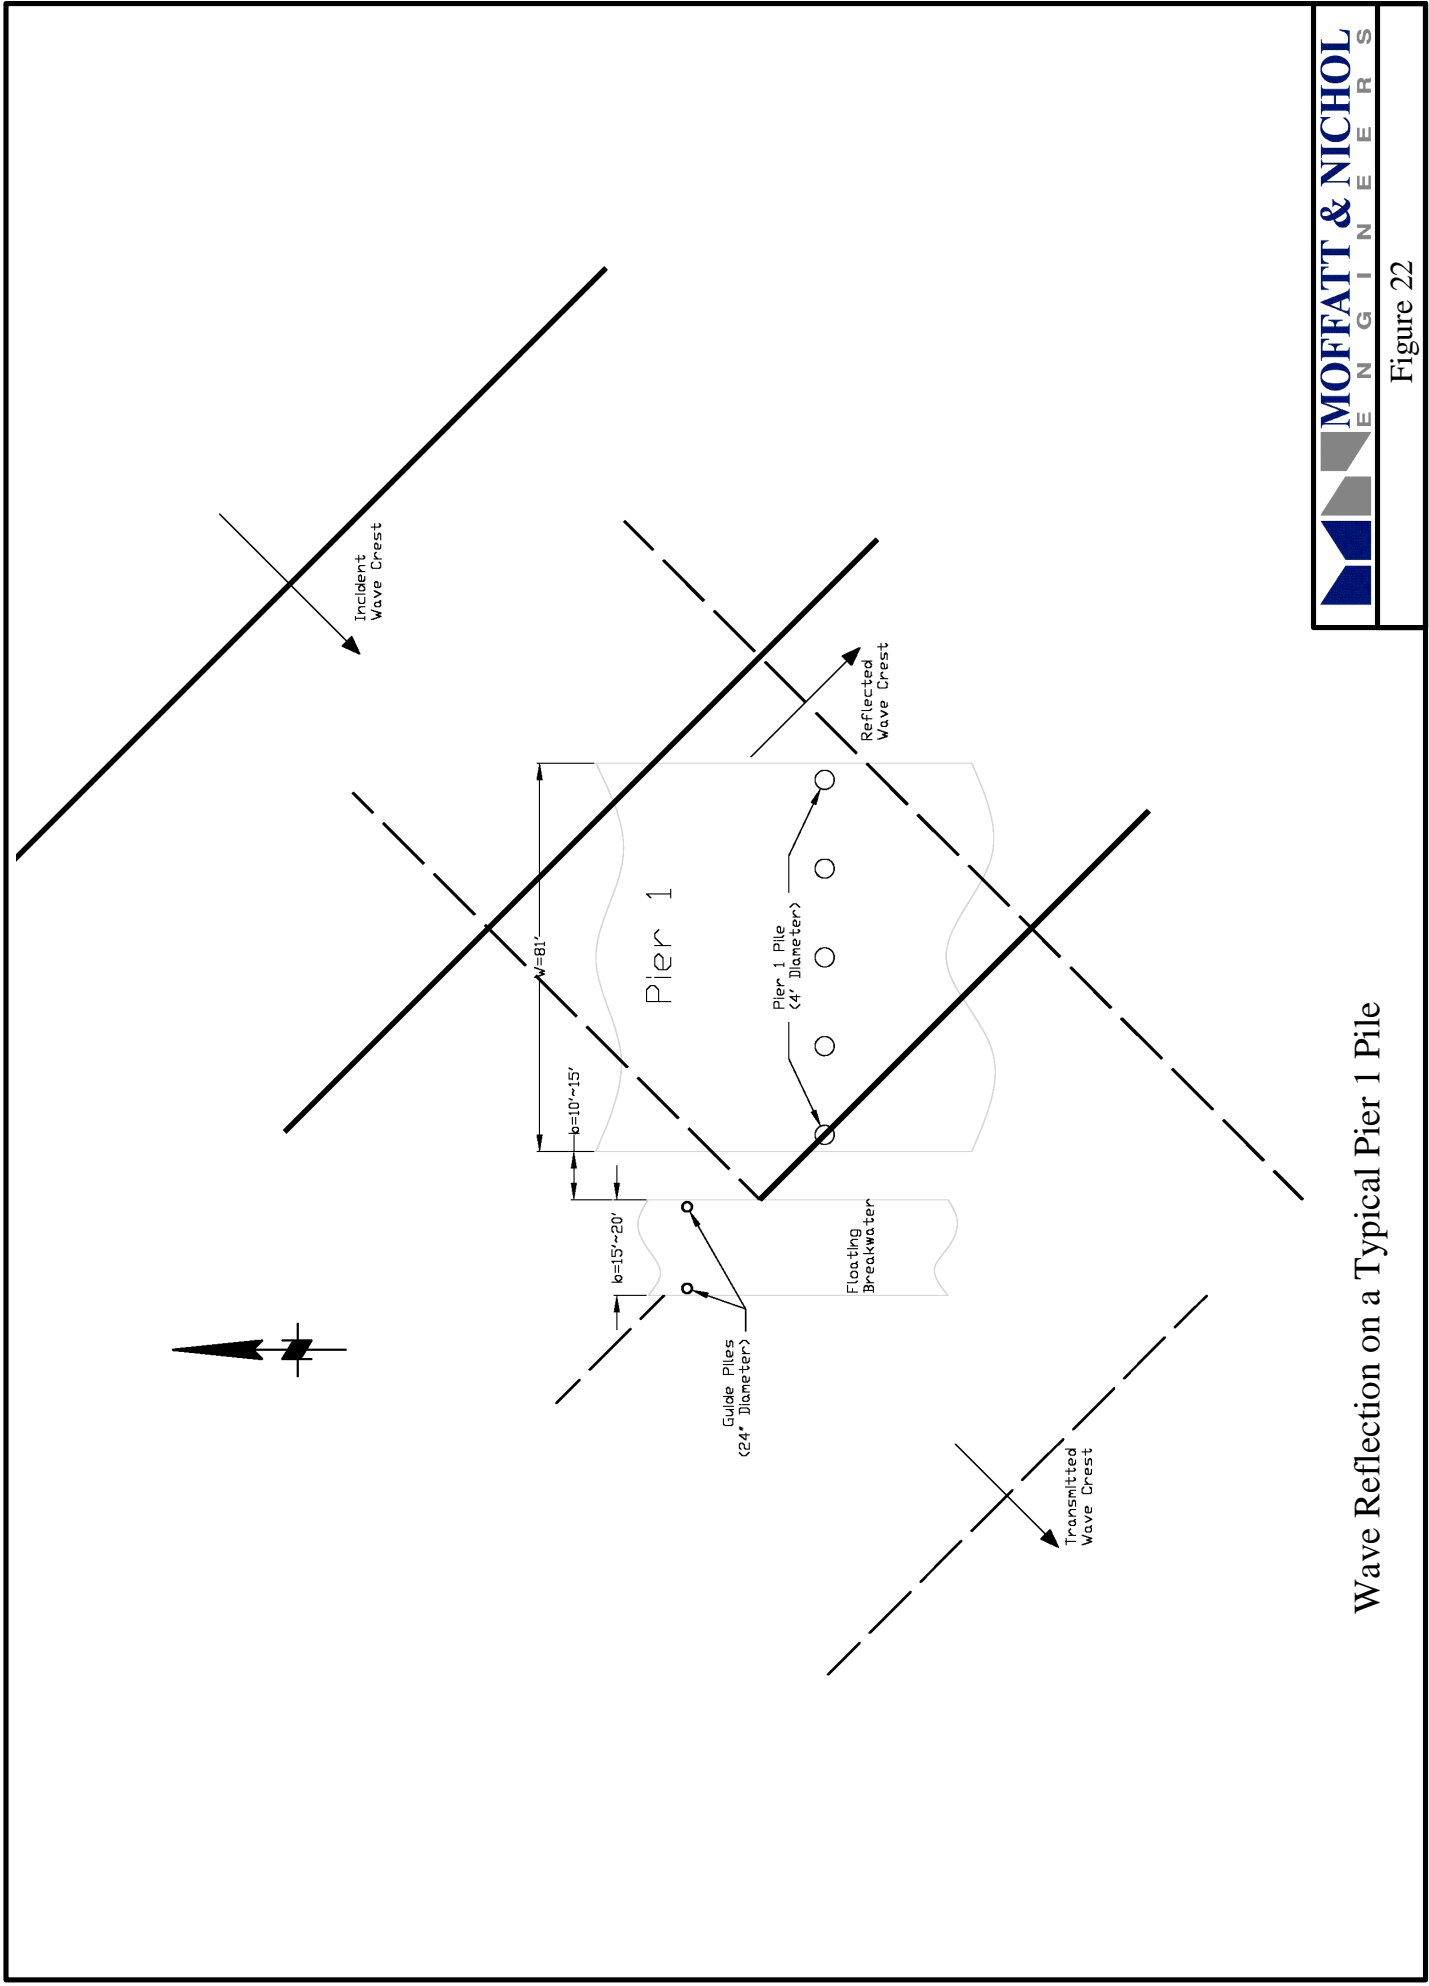 Incident
Wave Crest
w=81'
b=10'~15'
b=15'~20'
Pier 1
Pier 1 Pile
(4' Diameter)
Reflected
Wave Crest
Floating
Breakwater
Guide Piles
(24" Diameter)
Transmitted
Wave Crest
Wave Reflection on a Typical Pier 1 Pile
MOFFATT & NICHOL
ENGINEERS
Figure 22